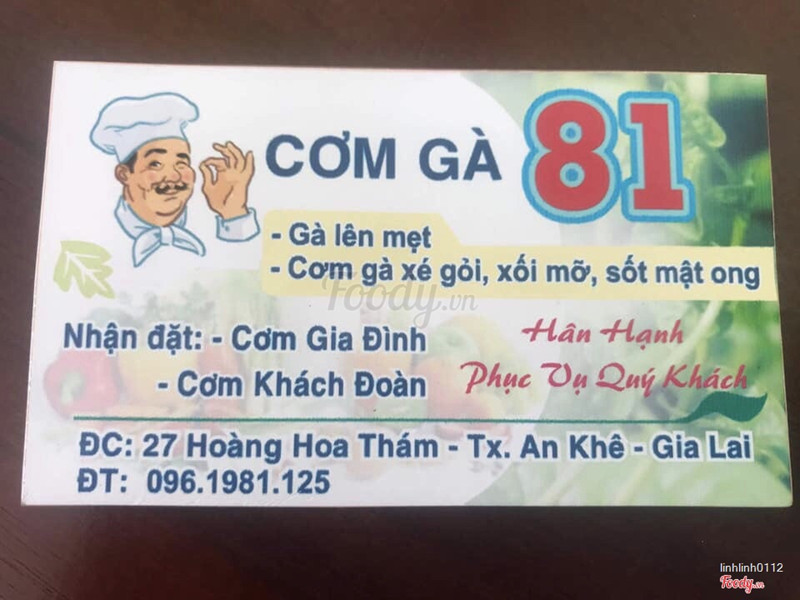 CƠM GÀ 81
- Gà lên mẹt
- Cơm gà xé gỏi, xối mỡ, sốt mật ong
Foody.vn
Nhận đặt: - Cơm Gia Đình
- Cơm Khách Đoàn
Hân Hạnh
Phục Vụ Quý Khách
ĐC: 27 Hoàng Hoa Thám - Tx. An Khê - Gia Lai
ĐT: 096.1981.125
linhlinh0112
Foody.vn